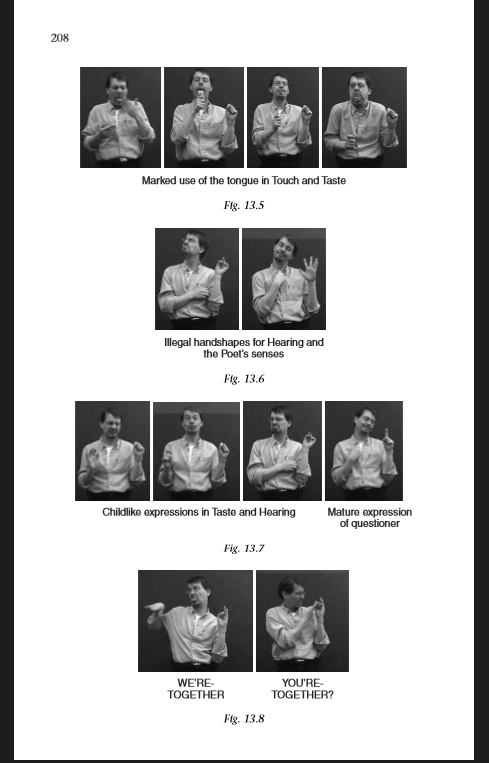 208
Marked use of the tongue in Touch and Taste
Fig. 13.5
Illegal handshapes for Hearing and
the Poet's senses
Fig. 13.6
Childlike expressions in Taste and Hearing
Mature expression
of questioner
Fig. 13.7
WE'RE-
TOGETHER
YOU'RE-
TOGETHER?
Fig. 13.8